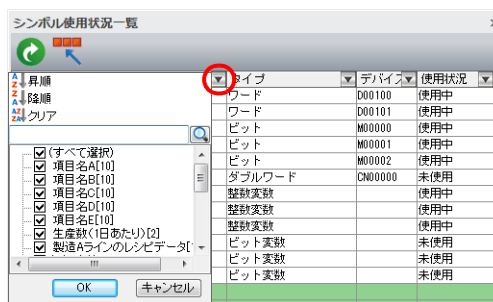 シンボル使用状況一覧
昇順
降順
クリア
(すべて選択)
項目名A[10]
項目名B[10]
項目名C[10]
項目名D[10]
項目名E[10]
生産数(1日あたり)[2]
製造Aラインのレシピデータ[
OK キャンセル
タイプ デバイス 使用状況
ワード D00100 使用中
ワード D00101 使用中
ビット M00000 使用中
ビット M00001 使用中
ビット M00002 使用中
ダブルワード CN00000 未使用
整数変数 使用中
整数変数 使用中
整数変数 使用中
ビット変数 未使用
ビット変数 未使用
ビット変数 未使用